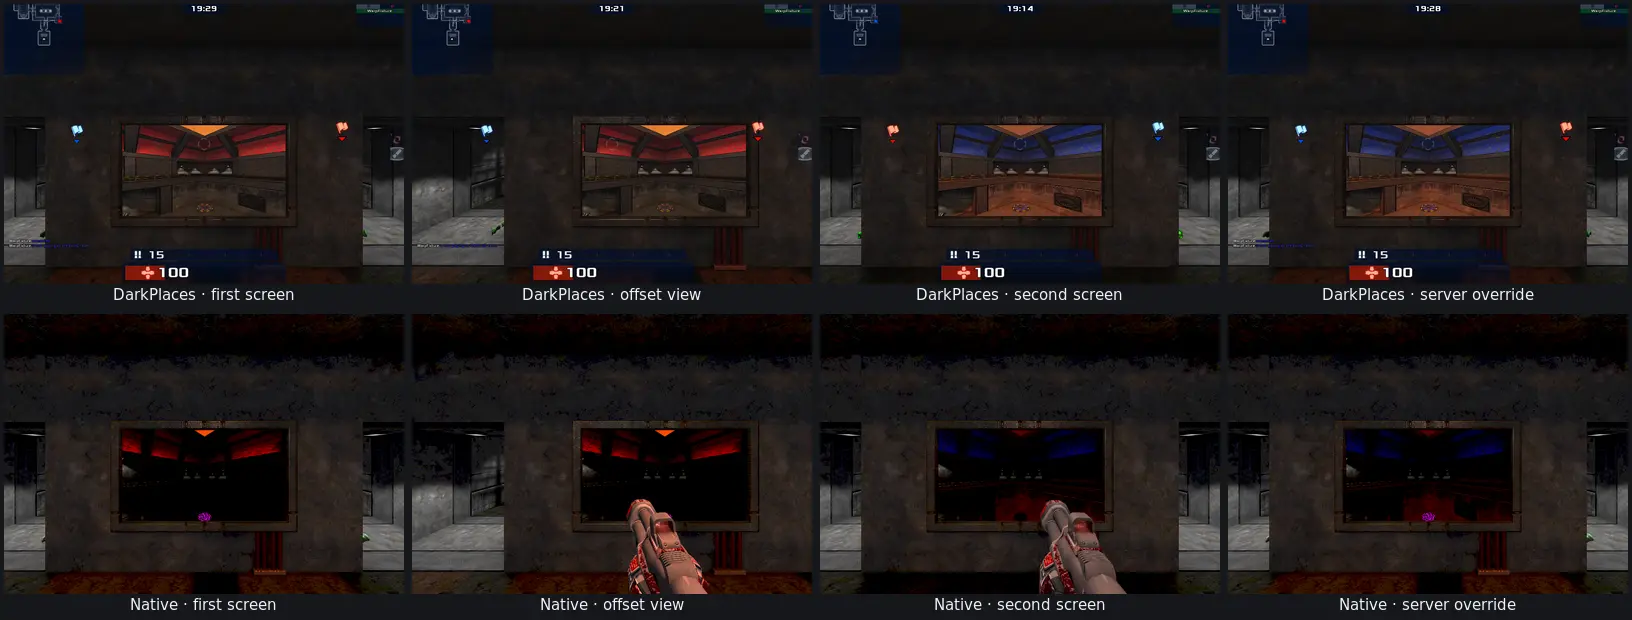 19:29
19:21
19:14
19:28
15
100
15
100
15
100
15
100
DarkPlaces · first screen
DarkPlaces · offset view
DarkPlaces · second screen
DarkPlaces · server override
Native · first screen
Native · offset view
Native · second screen
Native · server override